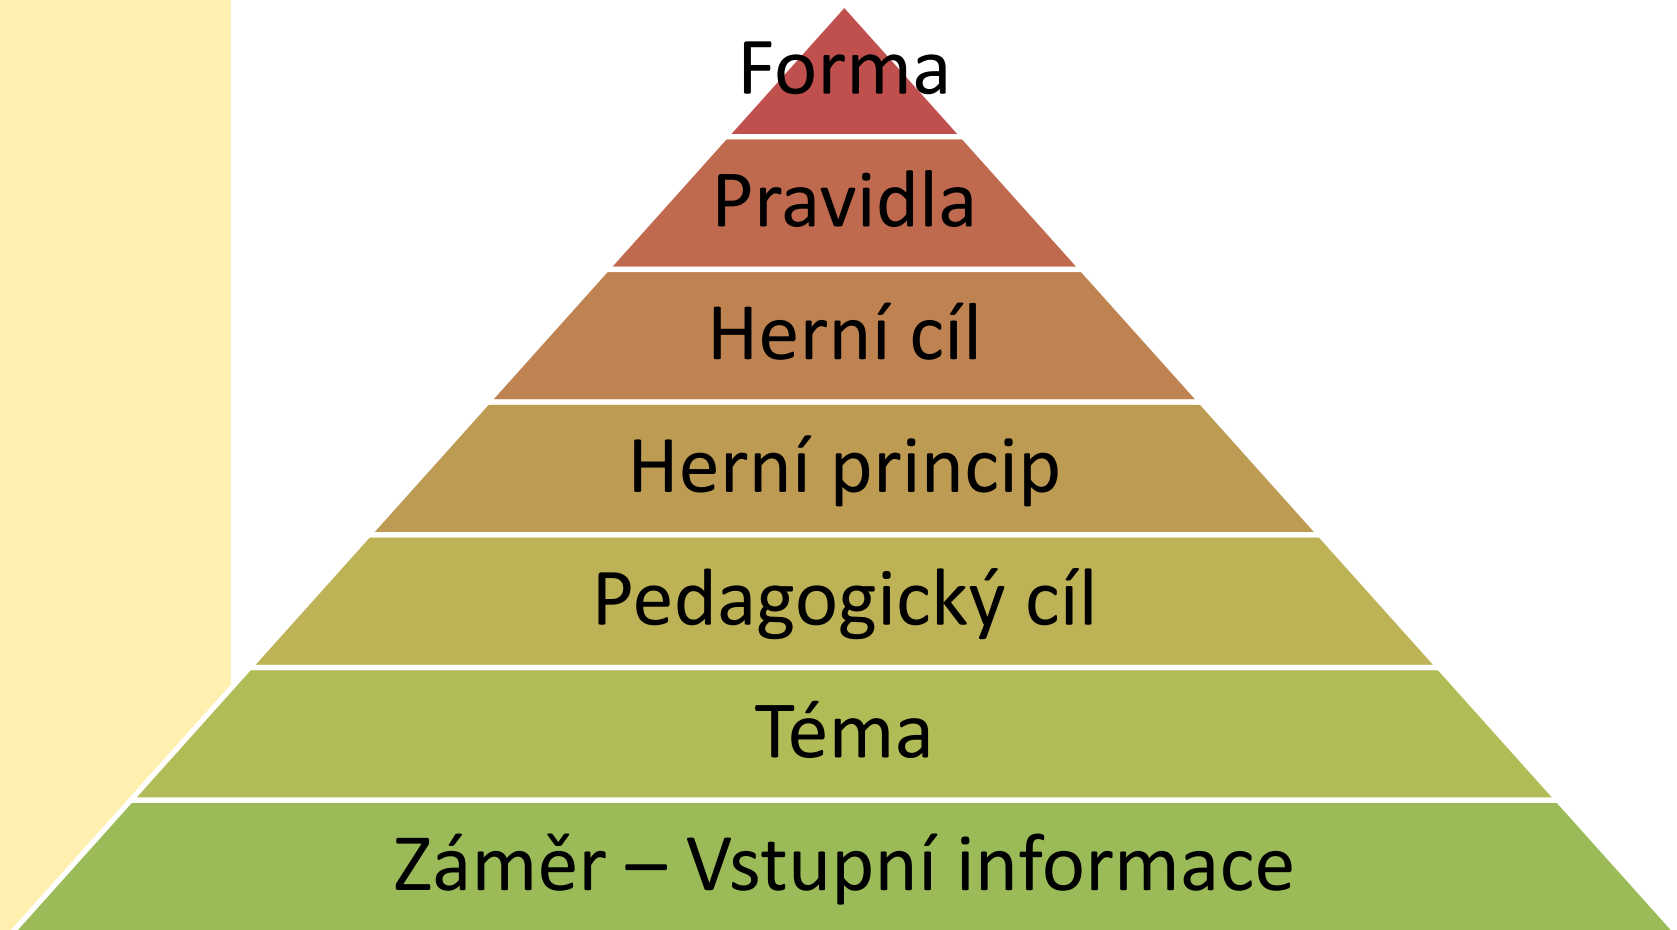 Forma
Pravidla
Herní cíl
Herní princip
Pedagogický cíl
Téma
Záměr – Vstupní informace